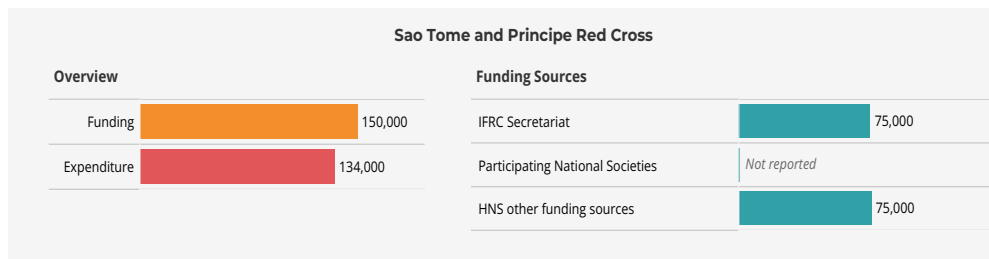 Sao Tome and Principe Red Cross
Overview
Funding 150,000
Expenditure 134,000
Funding Sources
IFRC Secretariat 75,000
Participating National Societies Not reported
HNS other funding sources 75,000